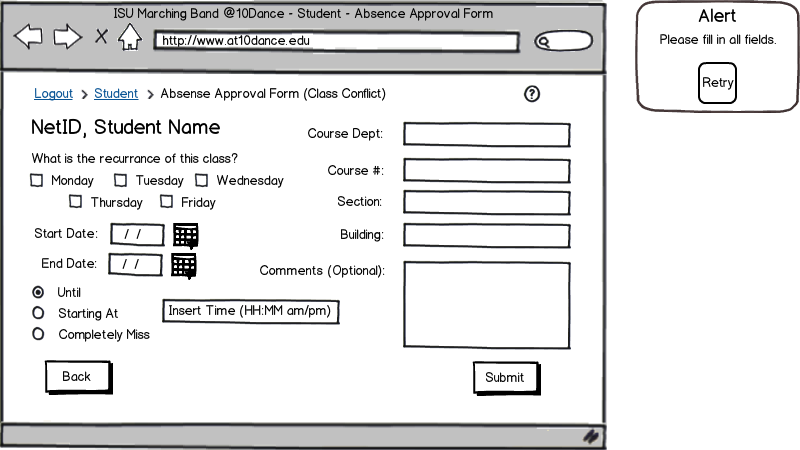 ISU Marching Band @10Dance - Student - Absence Approval Form
http://www.at10dance.edu
Logout > Student > Absense Approval Form (Class Conflict)
?
NetID, Student Name
What is the recurrance of this class?
Monday Tuesday Wednesday
Thursday Friday
Start Date: / /
End Date: / /
Until
Starting At
Completely Miss
Insert Time (HH:MM am/pm)
Back
Course Dept:
Course #:
Section:
Building:
Comments (Optional):
Submit
Alert
Please fill in all fields.
Retry